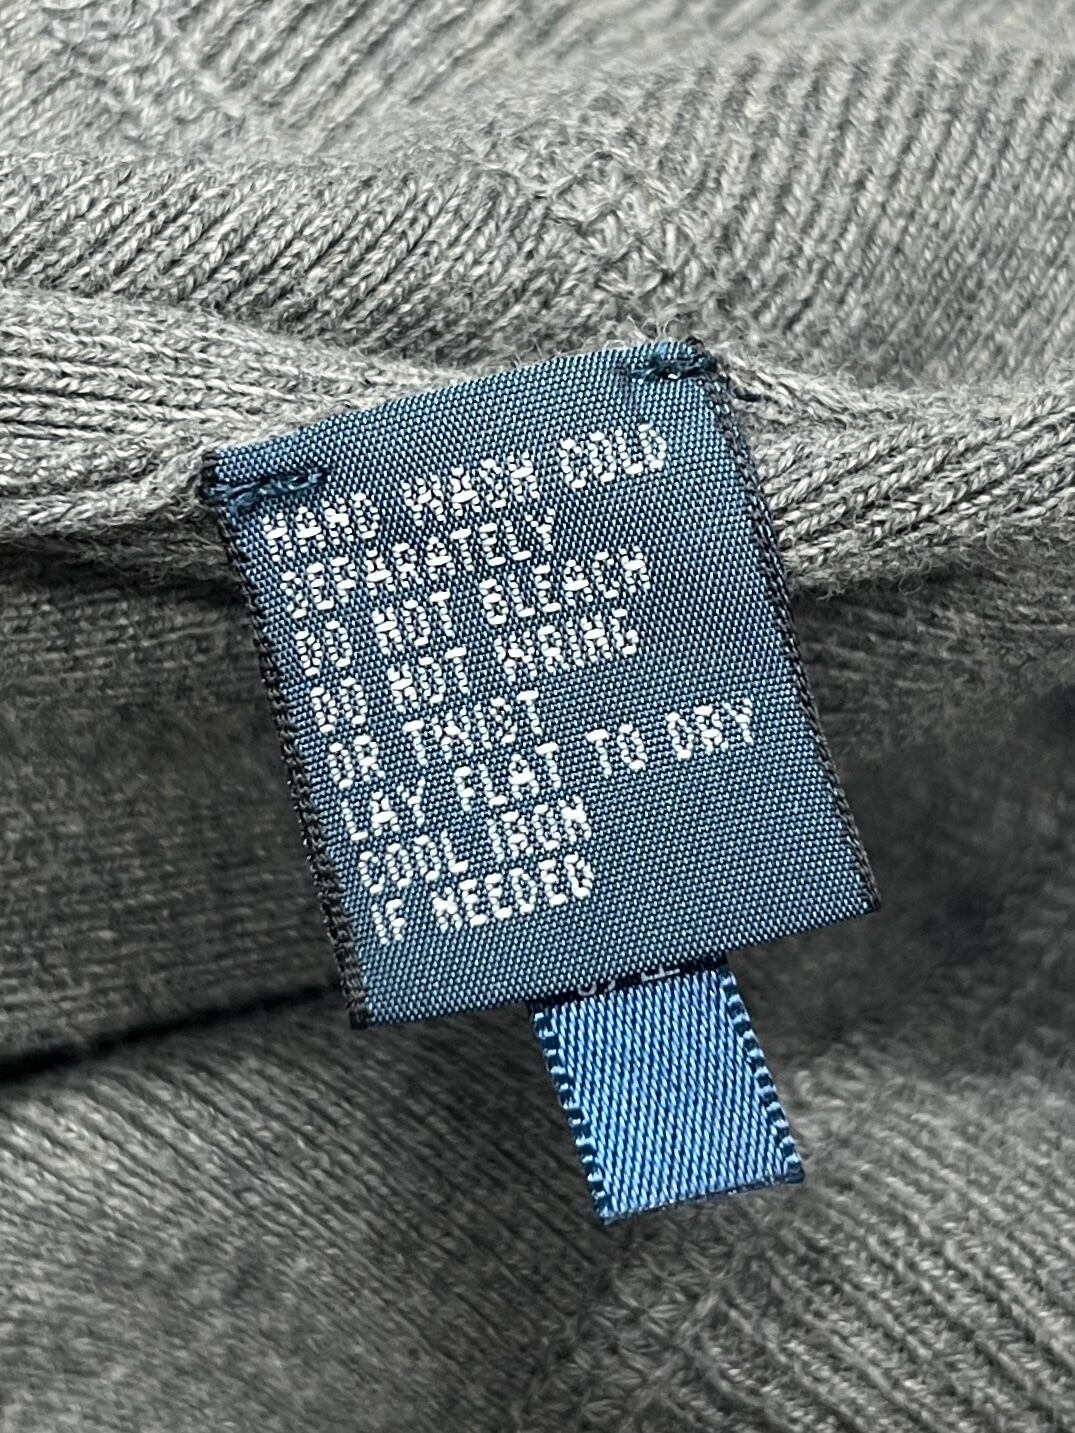 HAND WASH COLD
SEPARATELY
DO NOT BLEACH
DO NOT WRING
OR TWIST
LAY FLAT TO DRY
COOL IRON
IF NEEDED